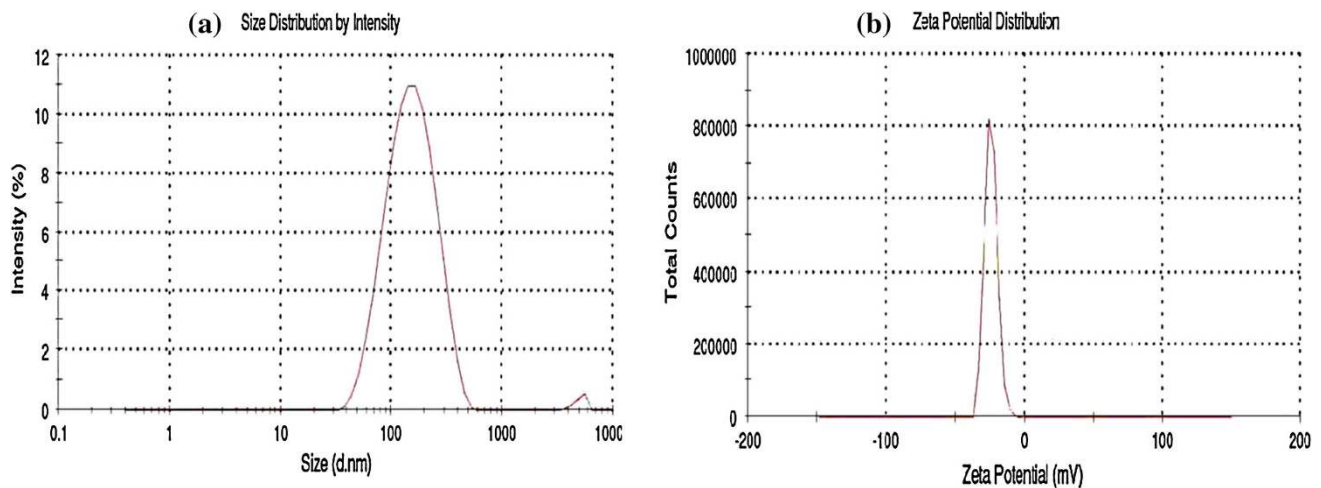 (a) Size Distribution by Intensity
12
10
8
6
4
2
0
Intensity (%)
0.1 1 10 100 1000 1000
Size (d.nm)
(b) Zeta Potential Distribution
1000000
800000
600000
400000
200000
0
Total Counts
-200 -100 0 100 200
Zeta Potential (mV)